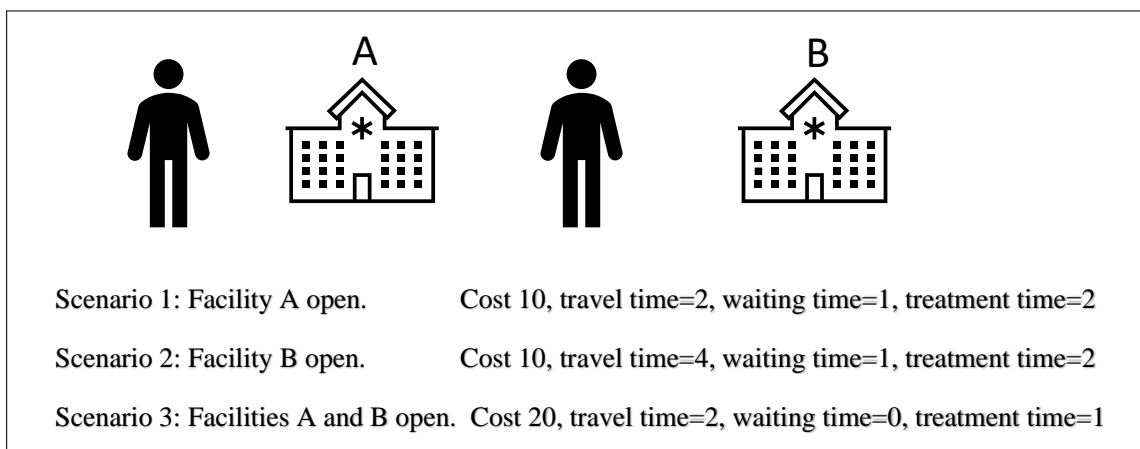 A
B
Scenario 1: Facility A open. Cost 10, travel time=2, waiting time=1, treatment time=2
Scenario 2: Facility B open. Cost 10, travel time=4, waiting time=1, treatment time=2
Scenario 3: Facilities A and B open. Cost 20, travel time=2, waiting time=0, treatment time=1